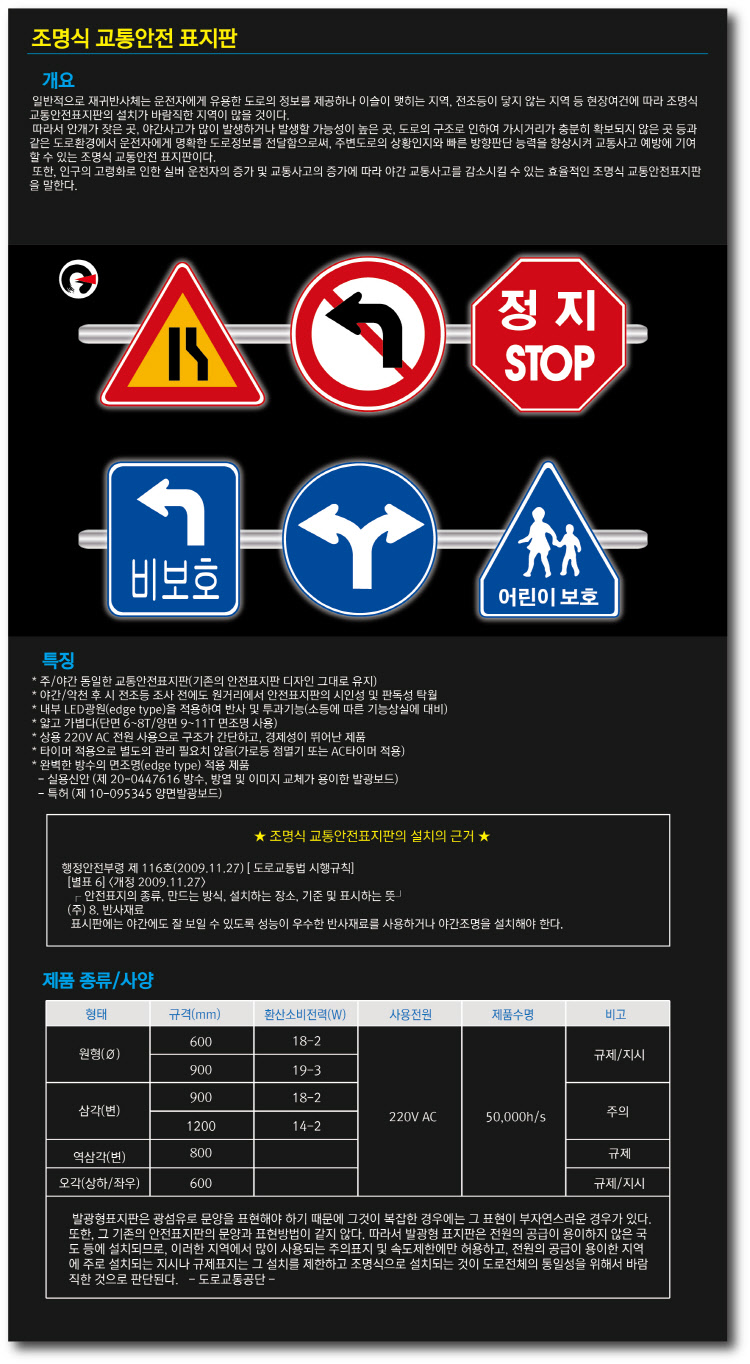 조명식 교통안전 표지판
개요
일반적으로 재귀반사체는 운전자에게 유용한 도로의 정보를 제공하나 이슬이 맺히는 지역, 전조등이 닿지 않는 지역 등 현장여건에 따라 조명식
교통안전표지판의 설치가 바람직한 지역이 많을 것이다.
따라서 안개가 잦은 곳, 야간사고가 많이 발생하거나 발생할 가능성이 높은 곳, 도로의 구조로 인하여 가시거리가 충분히 확보되지 않은 곳 등과
같은 도로환경에서 운전자에게 명확한 도로정보를 전달함으로써, 주변도로의 상황인지와 빠른 방향판단 능력을 향상시켜 교통사고 예방에 기여
할 수 있는 조명식 교통안전 표지판이다.
또한, 인구의 고령화로 인한 실버 운전자의 증가 및 교통사고의 증가에 따라 야간 교통사고를 감소시킬 수 있는 효율적인 조명식 교통안전표지판
을 말한다.
정지
STOP
비보호
어린이 보호
특징
* 주/야간 동일한 교통안전표지판(기존의 안전표지판 디자인 그대로 유지)
* 야간/악천 후 시 전조등 조사 전에도 원거리에서 안전표지판의 시인성 및 판독성 탁월
* 내부 LED광원(edge type)을 적용하여 반사 및 투과기능(소등에 따른 기능상실에 대비)
* 얇고 가볍다(단면 6~8T/양면 9~11T 면조명 사용)
* 상용 220V AC 전원 사용으로 구조가 간단하고, 경제성이 뛰어난 제품
* 타이머 적용으로 별도의 관리 필요치 않음(가로등 점멸기 또는 AC타이머 적용)
* 완벽한 방수의 면조명(edge type) 적용 제품
- 실용신안 (제 20-0447616 방수, 방열 및 이미지 교체가 용이한 발광보드)
- 특허 (제 10-095345 양면발광보드)
★ 조명식 교통안전표지판의 설치의 근거 ★
행정안전부령 제 116호(2009.11.27) [ 도로교통법 시행규칙]
[별표 6] <개정 2009.11.27>
┌ 안전표지의 종류, 만드는 방식, 설치하는 장소, 기준 및 표시하는 뜻┘
(주) 8. 반사재료
표시판에는 야간에도 잘 보일 수 있도록 성능이 우수한 반사재료를 사용하거나 야간조명을 설치해야 한다.
제품 종류/사양
형태 규격(mm) 환산소비전력(W) 사용전원 제품수명 비고
원형(Ø) 600 18-2 규제/지시
900 19-3
삼각(변) 900 18-2 220V AC 50,000h/s 주의
1200 14-2
역삼각(변) 800 규제
오각(상하/좌우) 600 규제/지시
발광형표지판은 광섬유로 문양을 표현해야 하기 때문에 그것이 복잡한 경우에는 그 표현이 부자연스러운 경우가 있다.
또한, 그 기존의 안전표지판의 문양과 표현방법이 같지 않다. 따라서 발광형 표지판은 전원의 공급이 용이하지 않은 국
도 등에 설치되므로, 이러한 지역에서 많이 사용되는 주의표지 및 속도제한에만 허용하고, 전원의 공급이 용이한 지역
에 주로 설치되는 지시나 규제표지는 그 설치를 제한하고 조명식으로 설치되는 것이 도로전체의 통일성을 위해서 바람
직한 것으로 판단된다. - 도로교통공단 -